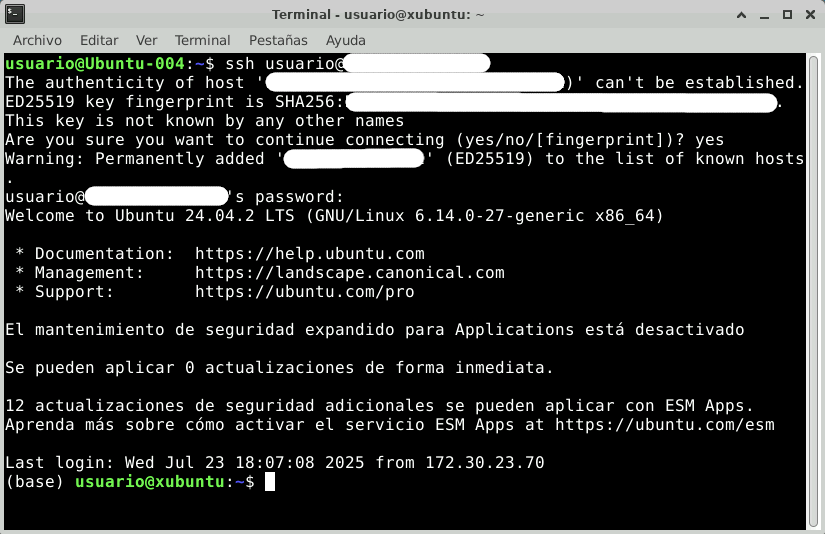 Terminal - usuario@xubuntu: ~
Archivo Editar Ver Terminal Pestañas Ayuda
usuario@Ubuntu-004:~$ ssh usuario@
The authenticity of host ' )' can't be established.
ED25519 key fingerprint is SHA256: .
This key is not known by any other names
Are you sure you want to continue connecting (yes/no/[fingerprint])? yes
Warning: Permanently added ' ' (ED25519) to the list of known hosts
.
usuario@ 's password:
Welcome to Ubuntu 24.04.2 LTS (GNU/Linux 6.14.0-27-generic x86_64)
* Documentation: https://help.ubuntu.com
* Management: https://landscape.canonical.com
* Support: https://ubuntu.com/pro
El mantenimiento de seguridad expandido para Applications está desactivado
Se pueden aplicar 0 actualizaciones de forma inmediata.
12 actualizaciones de seguridad adicionales se pueden aplicar con ESM Apps.
Aprenda más sobre cómo activar el servicio ESM Apps at https://ubuntu.com/esm
Last login: Wed Jul 23 18:07:08 2025 from 172.30.23.70
(base) usuario@xubuntu:~$